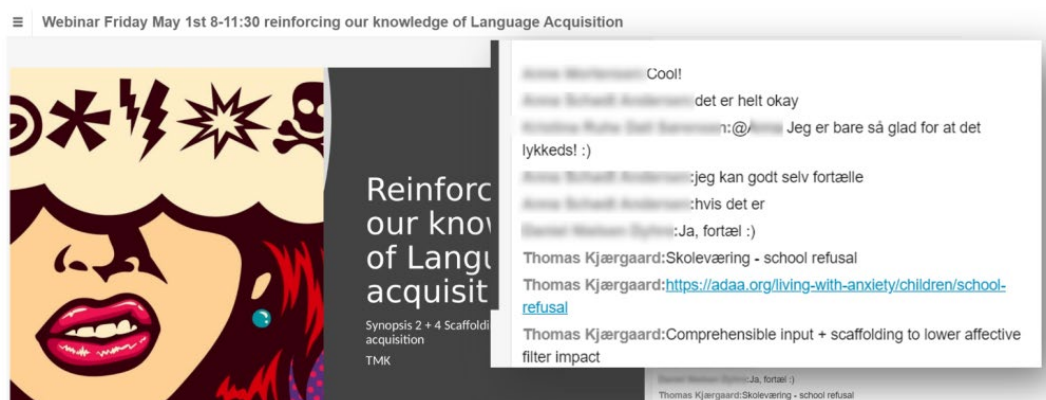 Webinar Friday May 1st 8-11:30 reinforcing our knowledge of Language Acquisition
Reinforc
our know
of Langu
acquisit
Synopsis 2 + 4 Scaffoldi
acquisition
TMK
Cool!
det er helt okay
:@ Jeg er bare så glad for at det
lykkeds! :)
:jeg kan godt selv fortælle
:hvis det er
:Ja, fortæl :)
Thomas Kjærgaard:Skoleværing - school refusal
Thomas Kjærgaard:https://adaa.org/living-with-anxiety/children/school-
refusal
Thomas Kjærgaard:Comprehensible input + scaffolding to lower affective
filter impact
:Ja, fortæl :)
Thomas Kjærgaard:Skoleværing - school refusal